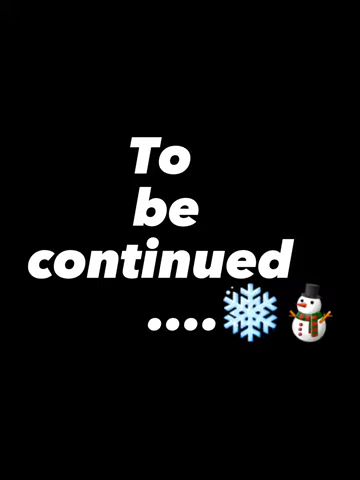 To
be
continued
....❄️⛄